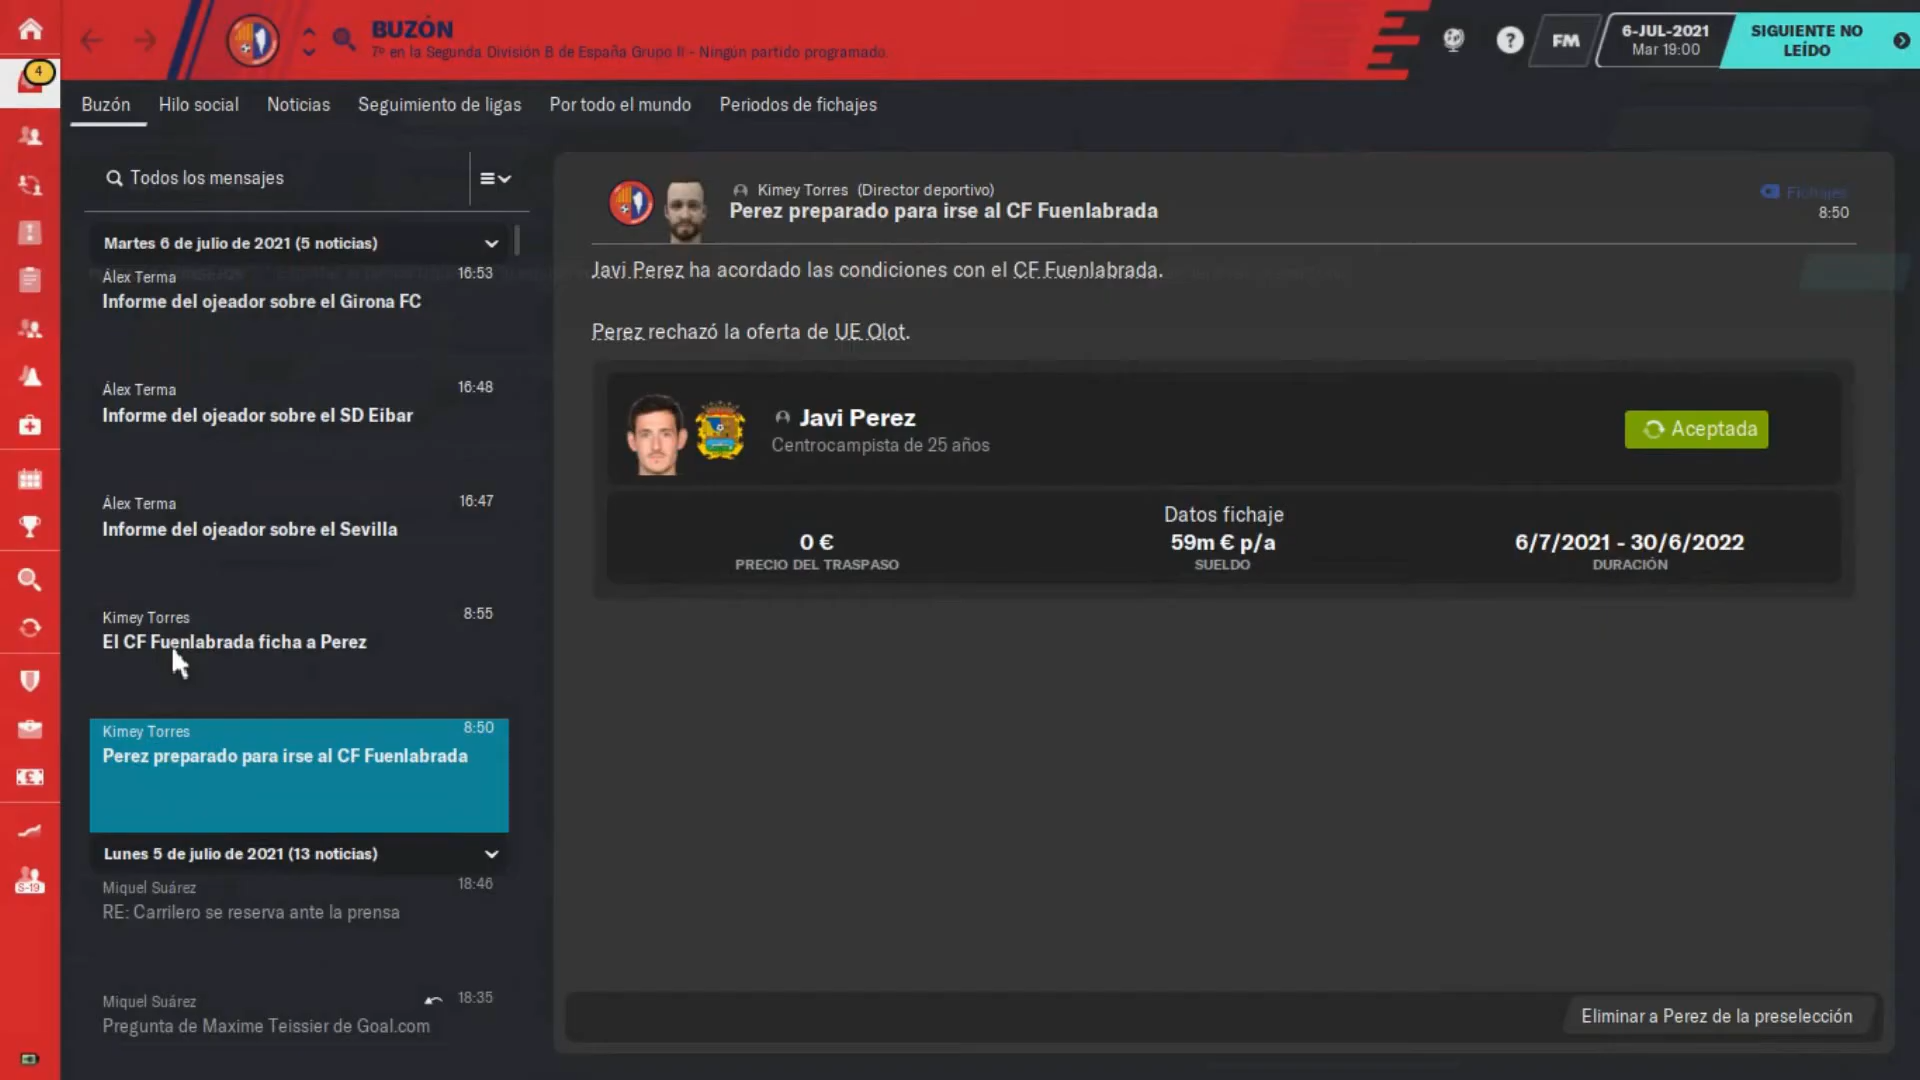 4
BUZÓN
7º en la Segunda División B de España Grupo II - Ningún partido programado.
FM
6-JUL-2021
Mar 19:00
SIGUIENTE NO
LEÍDO
Buzón
Hilo social
Noticias
Seguimiento de ligas
Por todo el mundo
Periodos de fichajes
Todos los mensajes
Martes 6 de julio de 2021 (5 noticias)
Álex Terma
16:53
Informe del ojeador sobre el Girona FC
Álex Terma
16:48
Informe del ojeador sobre el SD Eibar
Álex Terma
16:47
Informe del ojeador sobre el Sevilla
Kimey Torres
8:55
El CF Fuenlabrada ficha a Perez
Kimey Torres
8:50
Perez preparado para irse al CF Fuenlabrada
Lunes 5 de julio de 2021 (13 noticias)
Miquel Suárez
18:46
RE: Carrilero se reserva ante la prensa
Miquel Suárez
18:35
Pregunta de Maxime Teissier de Goal.com
S-19
Kimey Torres (Director deportivo)
Perez preparado para irse al CF Fuenlabrada
Fichajes
8:50
Javi Perez ha acordado las condiciones con el CF Fuenlabrada.
Perez rechazó la oferta de UE Olot.
Javi Perez
Centrocampista de 25 años
Aceptada
Datos fichaje
0 €
PRECIO DEL TRASPASO
59m € p/a
SUELDO
6/7/2021 - 30/6/2022
DURACIÓN
Eliminar a Perez de la preselección